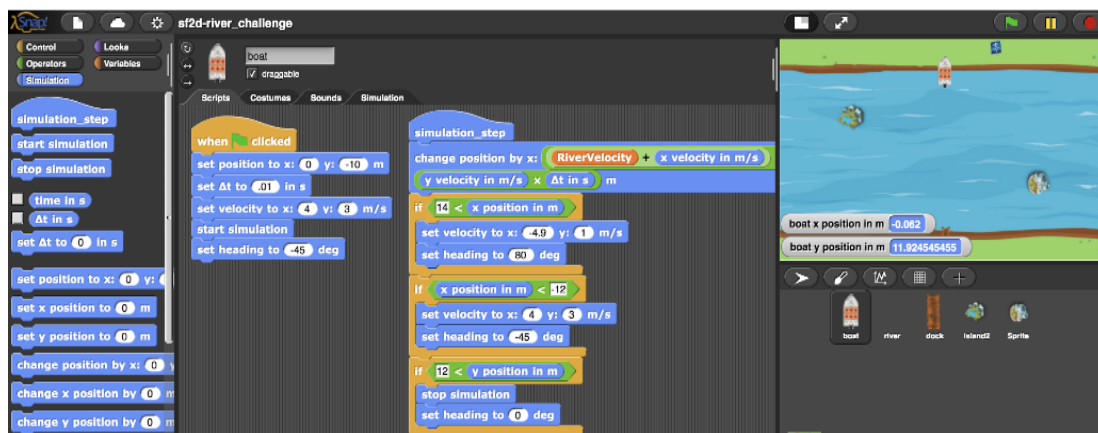 Snap! sf2d-river_challenge
Control Looks
Operators Variables
Simulation
simulation_step
start simulation
stop simulation
time in s
Δt in s
set Δt to 0 in s
set position to x: 0 y:
set x position to 0 m
set y position to 0 m
change position by x: 0 y
change x position by 0 m
change y position by 0 m
boat
draggable
Scripts Costumes Bounds Simulation
when clicked
set position to x: 0 y: -10 m
set Δt to .01 in s
set velocity to x: 4 y: 3 m/s
start simulation
set heading to -45 deg
simulation_step
change position by x: RiverVelocity + x velocity in m/s
y velocity in m/s × Δt in s m
if 14 < x position in m
set velocity to x: -4.9 y: 1 m/s
set heading to 80 deg
if x position in m < -12
set velocity to x: 4 y: 3 m/s
set heading to -45 deg
if 12 < y position in m
stop simulation
set heading to 0 deg
boat x position in m -0.062
boat y position in m 11.924545455
boat river dock island2 Sprite